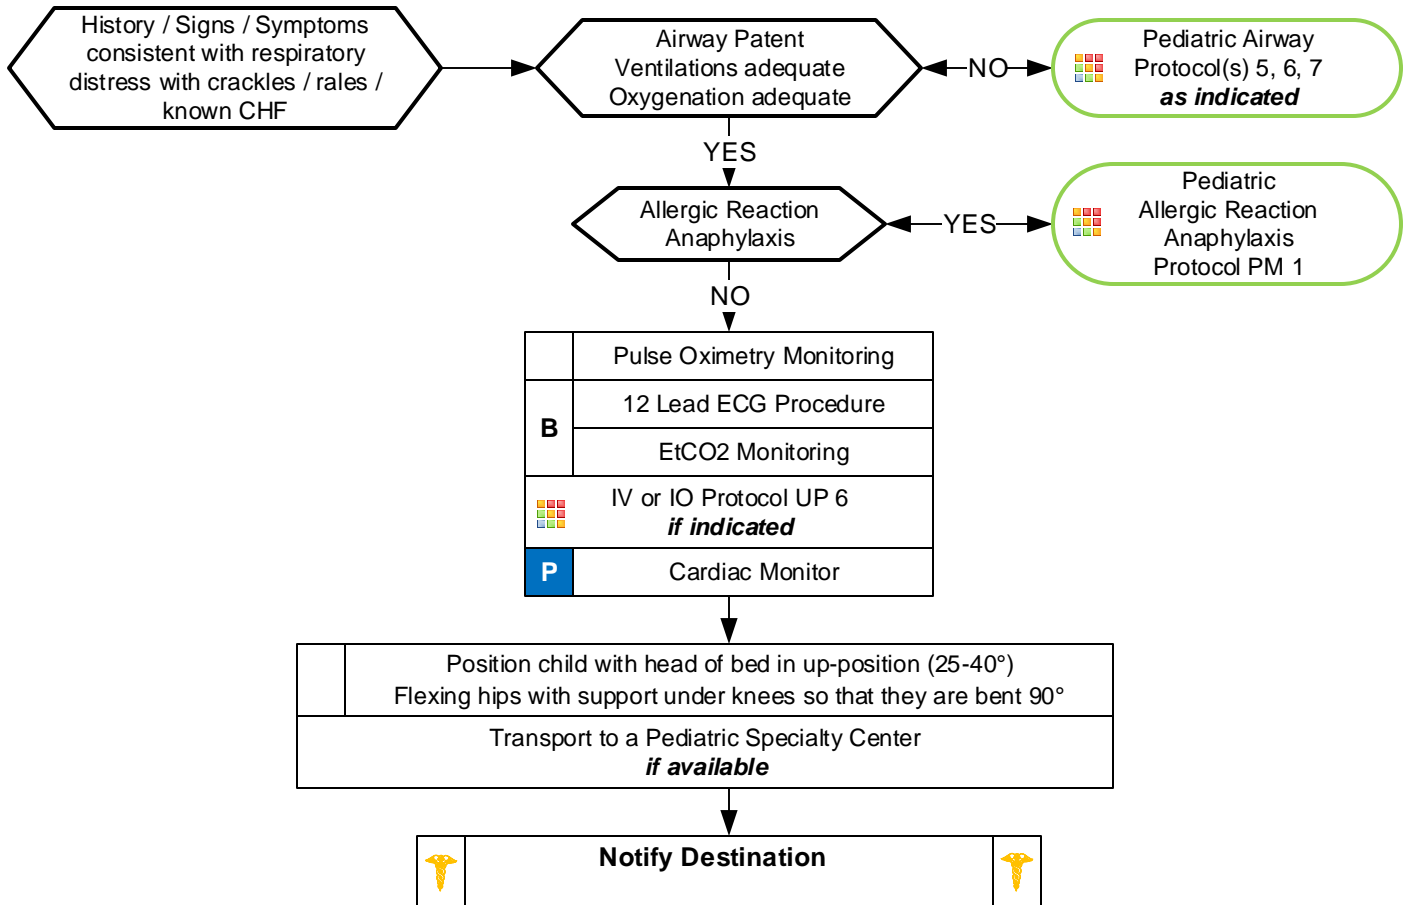 History / Signs / Symptoms
consistent with respiratory
distress with crackles / rales /
known CHF
Airway Patent
Ventilations adequate
Oxygenation adequate
NO
Pediatric Airway
Protocol(s) 5, 6, 7
as indicated
YES
Allergic Reaction
Anaphylaxis
YES
Pediatric
Allergic Reaction
Anaphylaxis
Protocol PM 1
NO
Pulse Oximetry Monitoring
B
12 Lead ECG Procedure
EtCO2 Monitoring
IV or IO Protocol UP 6
if indicated
P
Cardiac Monitor
Position child with head of bed in up-position (25-40°)
Flexing hips with support under knees so that they are bent 90°
Transport to a Pediatric Specialty Center
if available
Notify Destination